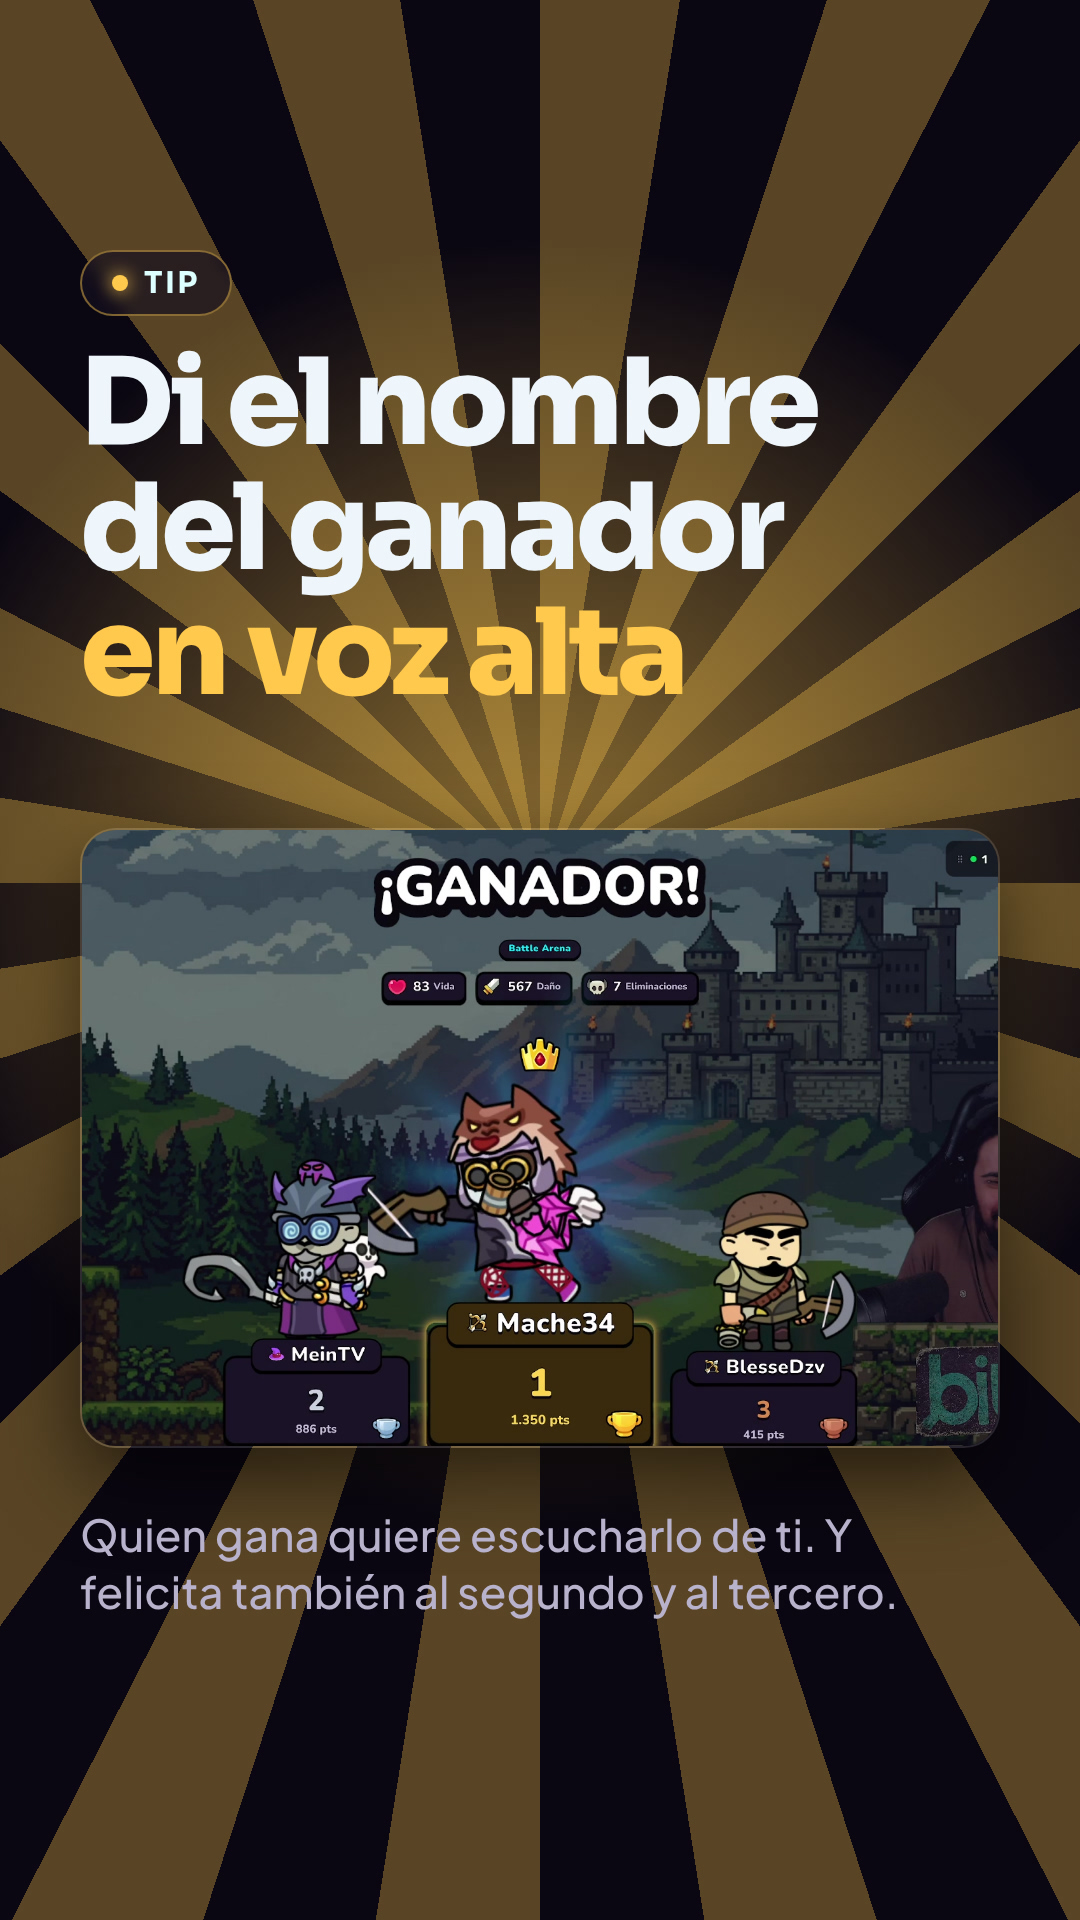 TIP
Di el nombre
del ganador
en voz alta
¡GANADOR!
1
Battle Arena
83 Vida
567 Daño
7 Eliminaciones
Mache34
MeinTV
BlesseDzv
1
2
3
1.350 pts
886 pts
415 pts
Quien gana quiere escucharlo de ti. Y
felicita también al segundo y al tercero.